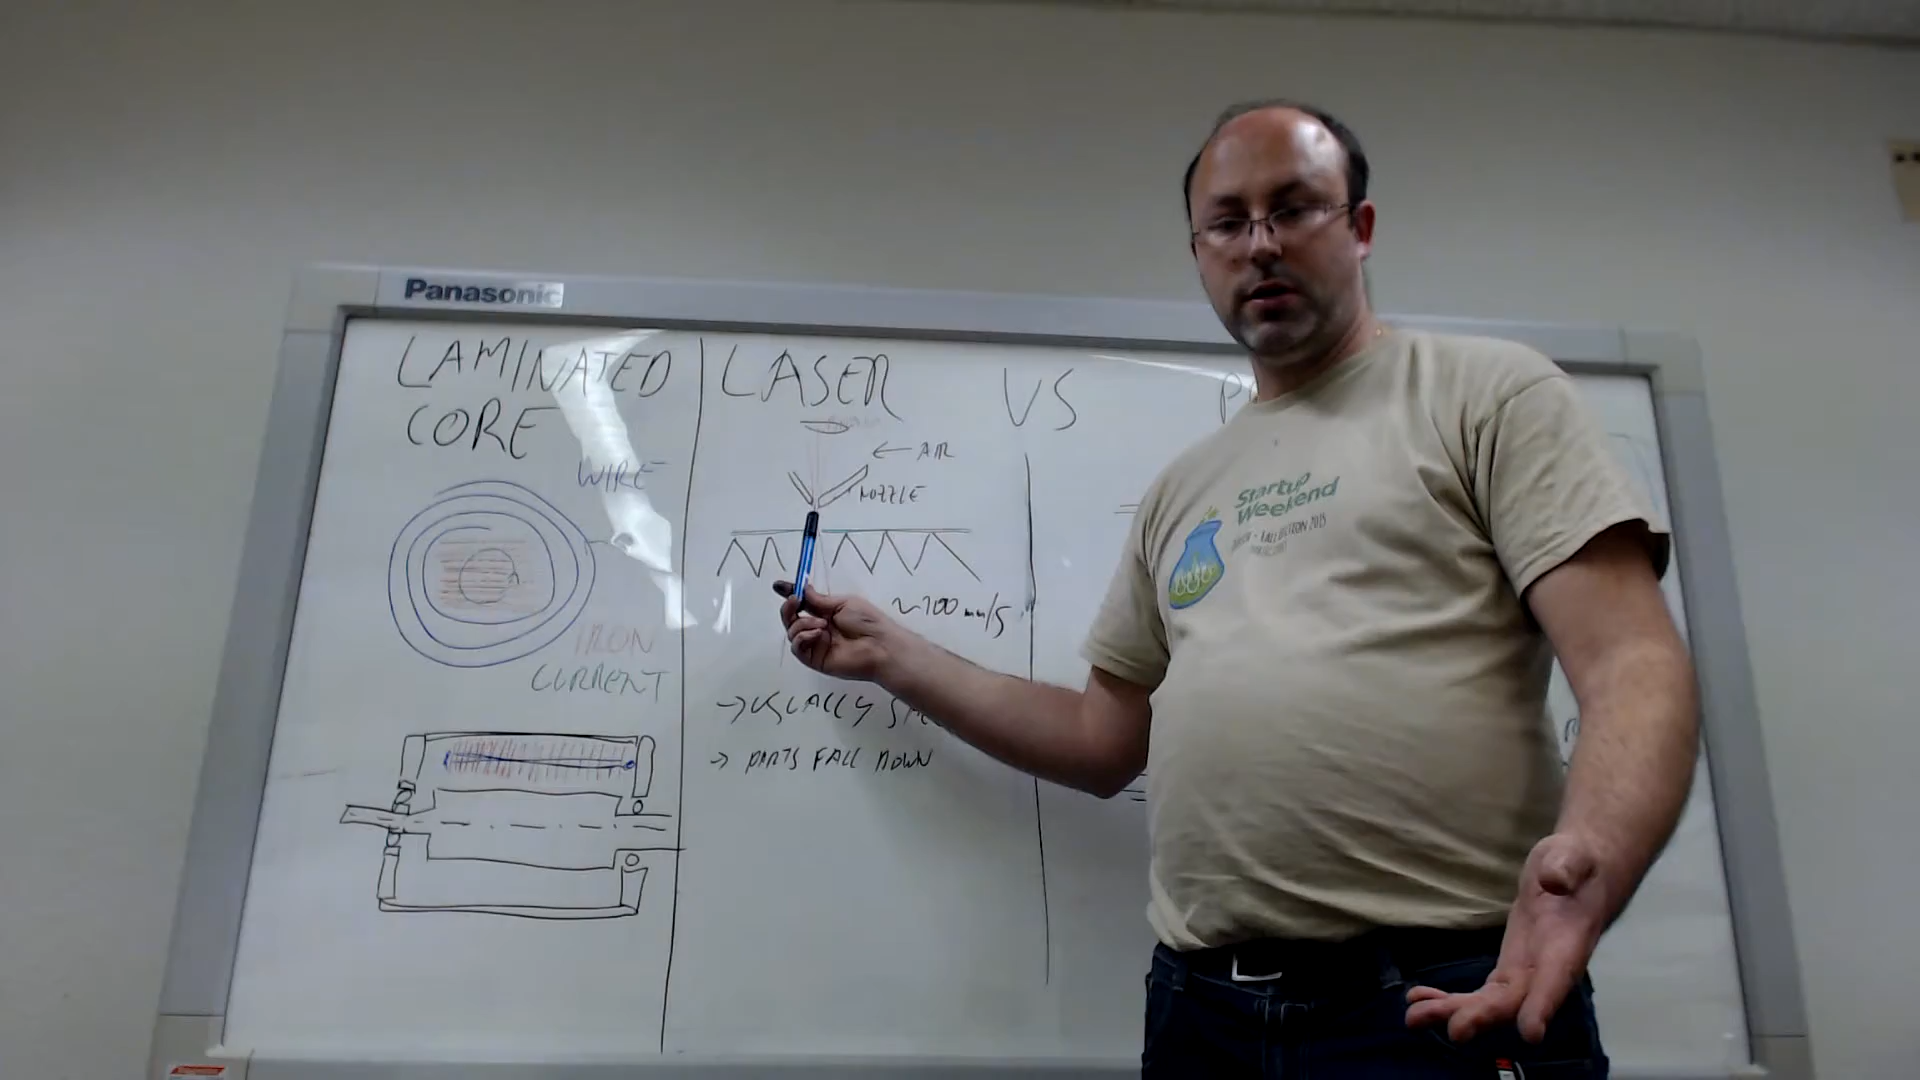 Panasonic
LAMINATED
CORE
WIRE
IRON
CURRENT
LASER
VS
← AIR
NOZZLE
~100 mm/s
→ USUALLY
→ PARTS FALL DOWN
Startup
Weekend